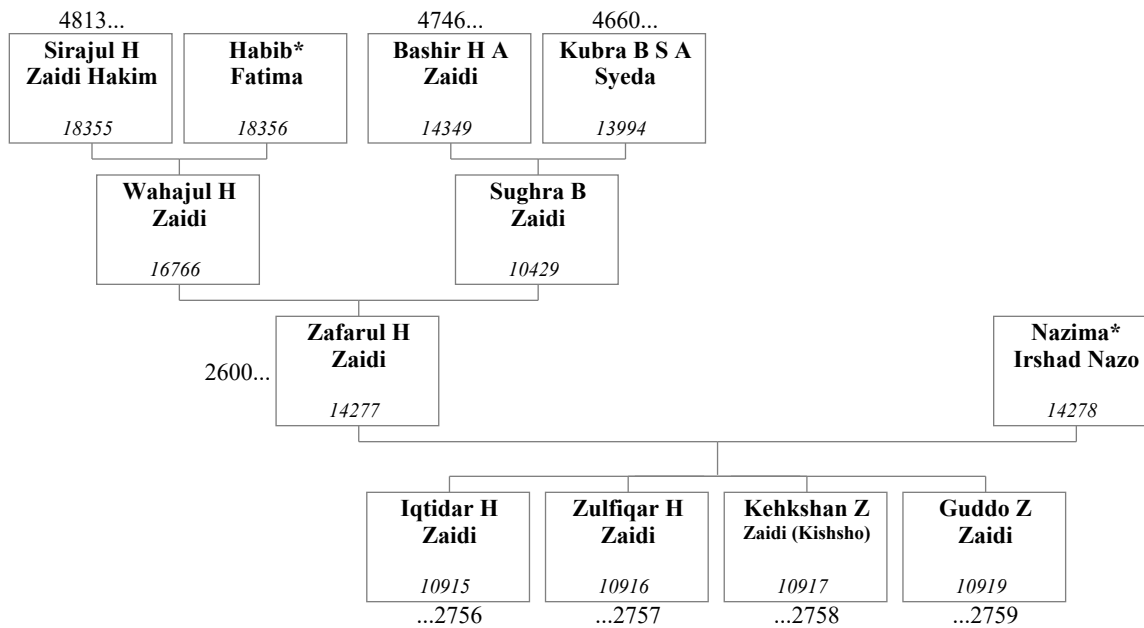 4813...
4746...
4660...
Sirajul H
Zaidi Hakim
18355
Habib*
Fatima
18356
Bashir H A
Zaidi
14349
Kubra B S A
Syeda
13994
Wahajul H
Zaidi
16766
Sughra B
Zaidi
10429
2600...
Zafarul H
Zaidi
14277
Nazima*
Irshad Nazo
14278
Iqtidar H
Zaidi
10915
Zulfiqar H
Zaidi
10916
Kehkshan Z
Zaidi (Kishsho)
10917
Guddo Z
Zaidi
10919
...2756
...2757
...2758
...2759